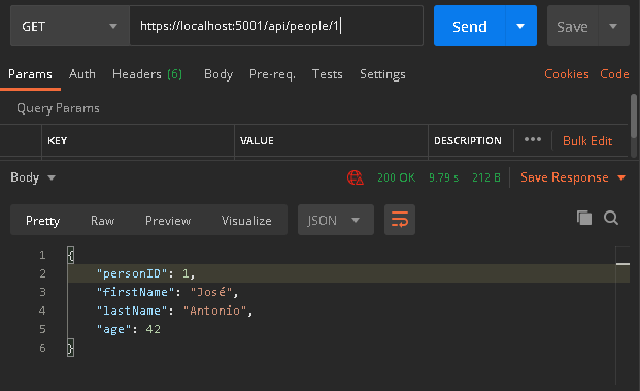 GET https://localhost:5001/api/people/1 Send Save
Params Auth Headers (6) Body Pre-req. Tests Settings Cookies Code
Query Params
KEY VALUE DESCRIPTION ••• Bulk Edit
Body 200 OK 9.79 s 212 B Save Response
Pretty Raw Preview Visualize JSON
1 {
2 "personID": 1,
3 "firstName": "José",
4 "lastName": "Antonio",
5 "age": 42
6 }